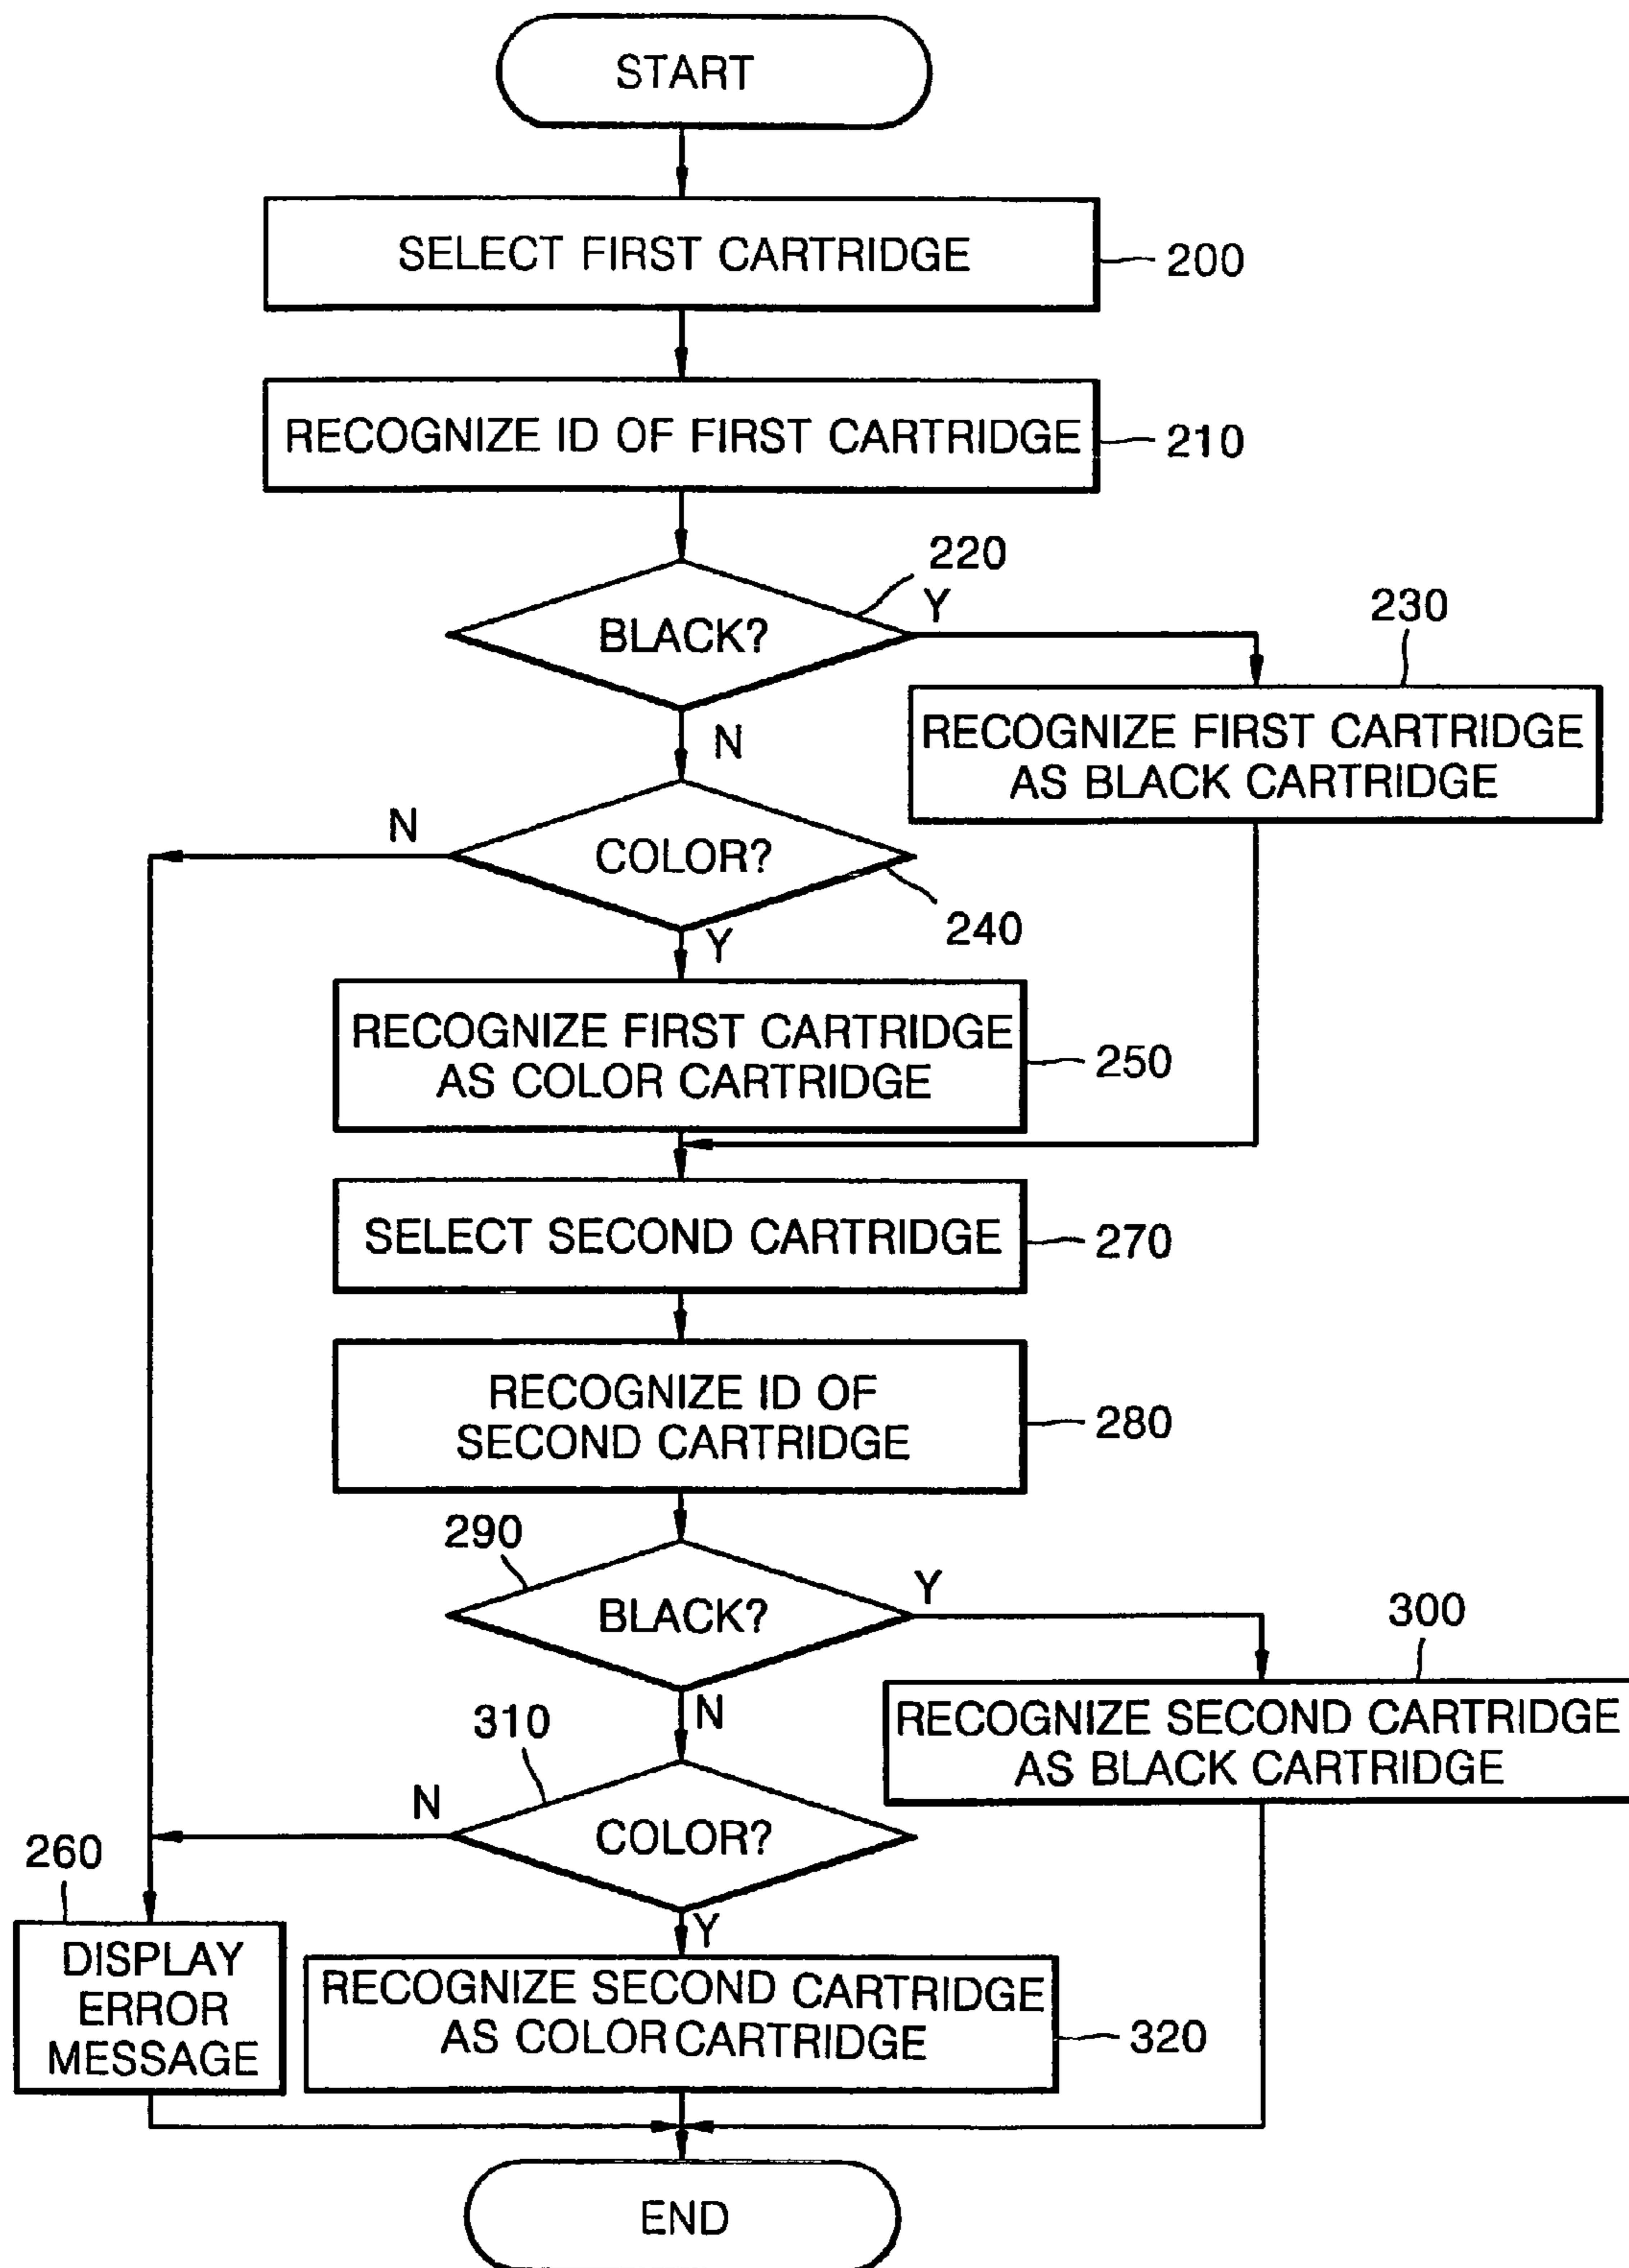 START
SELECT FIRST CARTRIDGE
200
RECOGNIZE ID OF FIRST CARTRIDGE
210
220
BLACK?
Y
N
230
RECOGNIZE FIRST CARTRIDGE
AS BLACK CARTRIDGE
N
COLOR?
240
Y
RECOGNIZE FIRST CARTRIDGE
AS COLOR CARTRIDGE
250
SELECT SECOND CARTRIDGE
270
RECOGNIZE ID OF
SECOND CARTRIDGE
280
290
BLACK?
Y
N
300
RECOGNIZE SECOND CARTRIDGE
AS BLACK CARTRIDGE
310
N
COLOR?
Y
260
DISPLAY
ERROR
MESSAGE
RECOGNIZE SECOND CARTRIDGE
AS COLOR CARTRIDGE
320
END